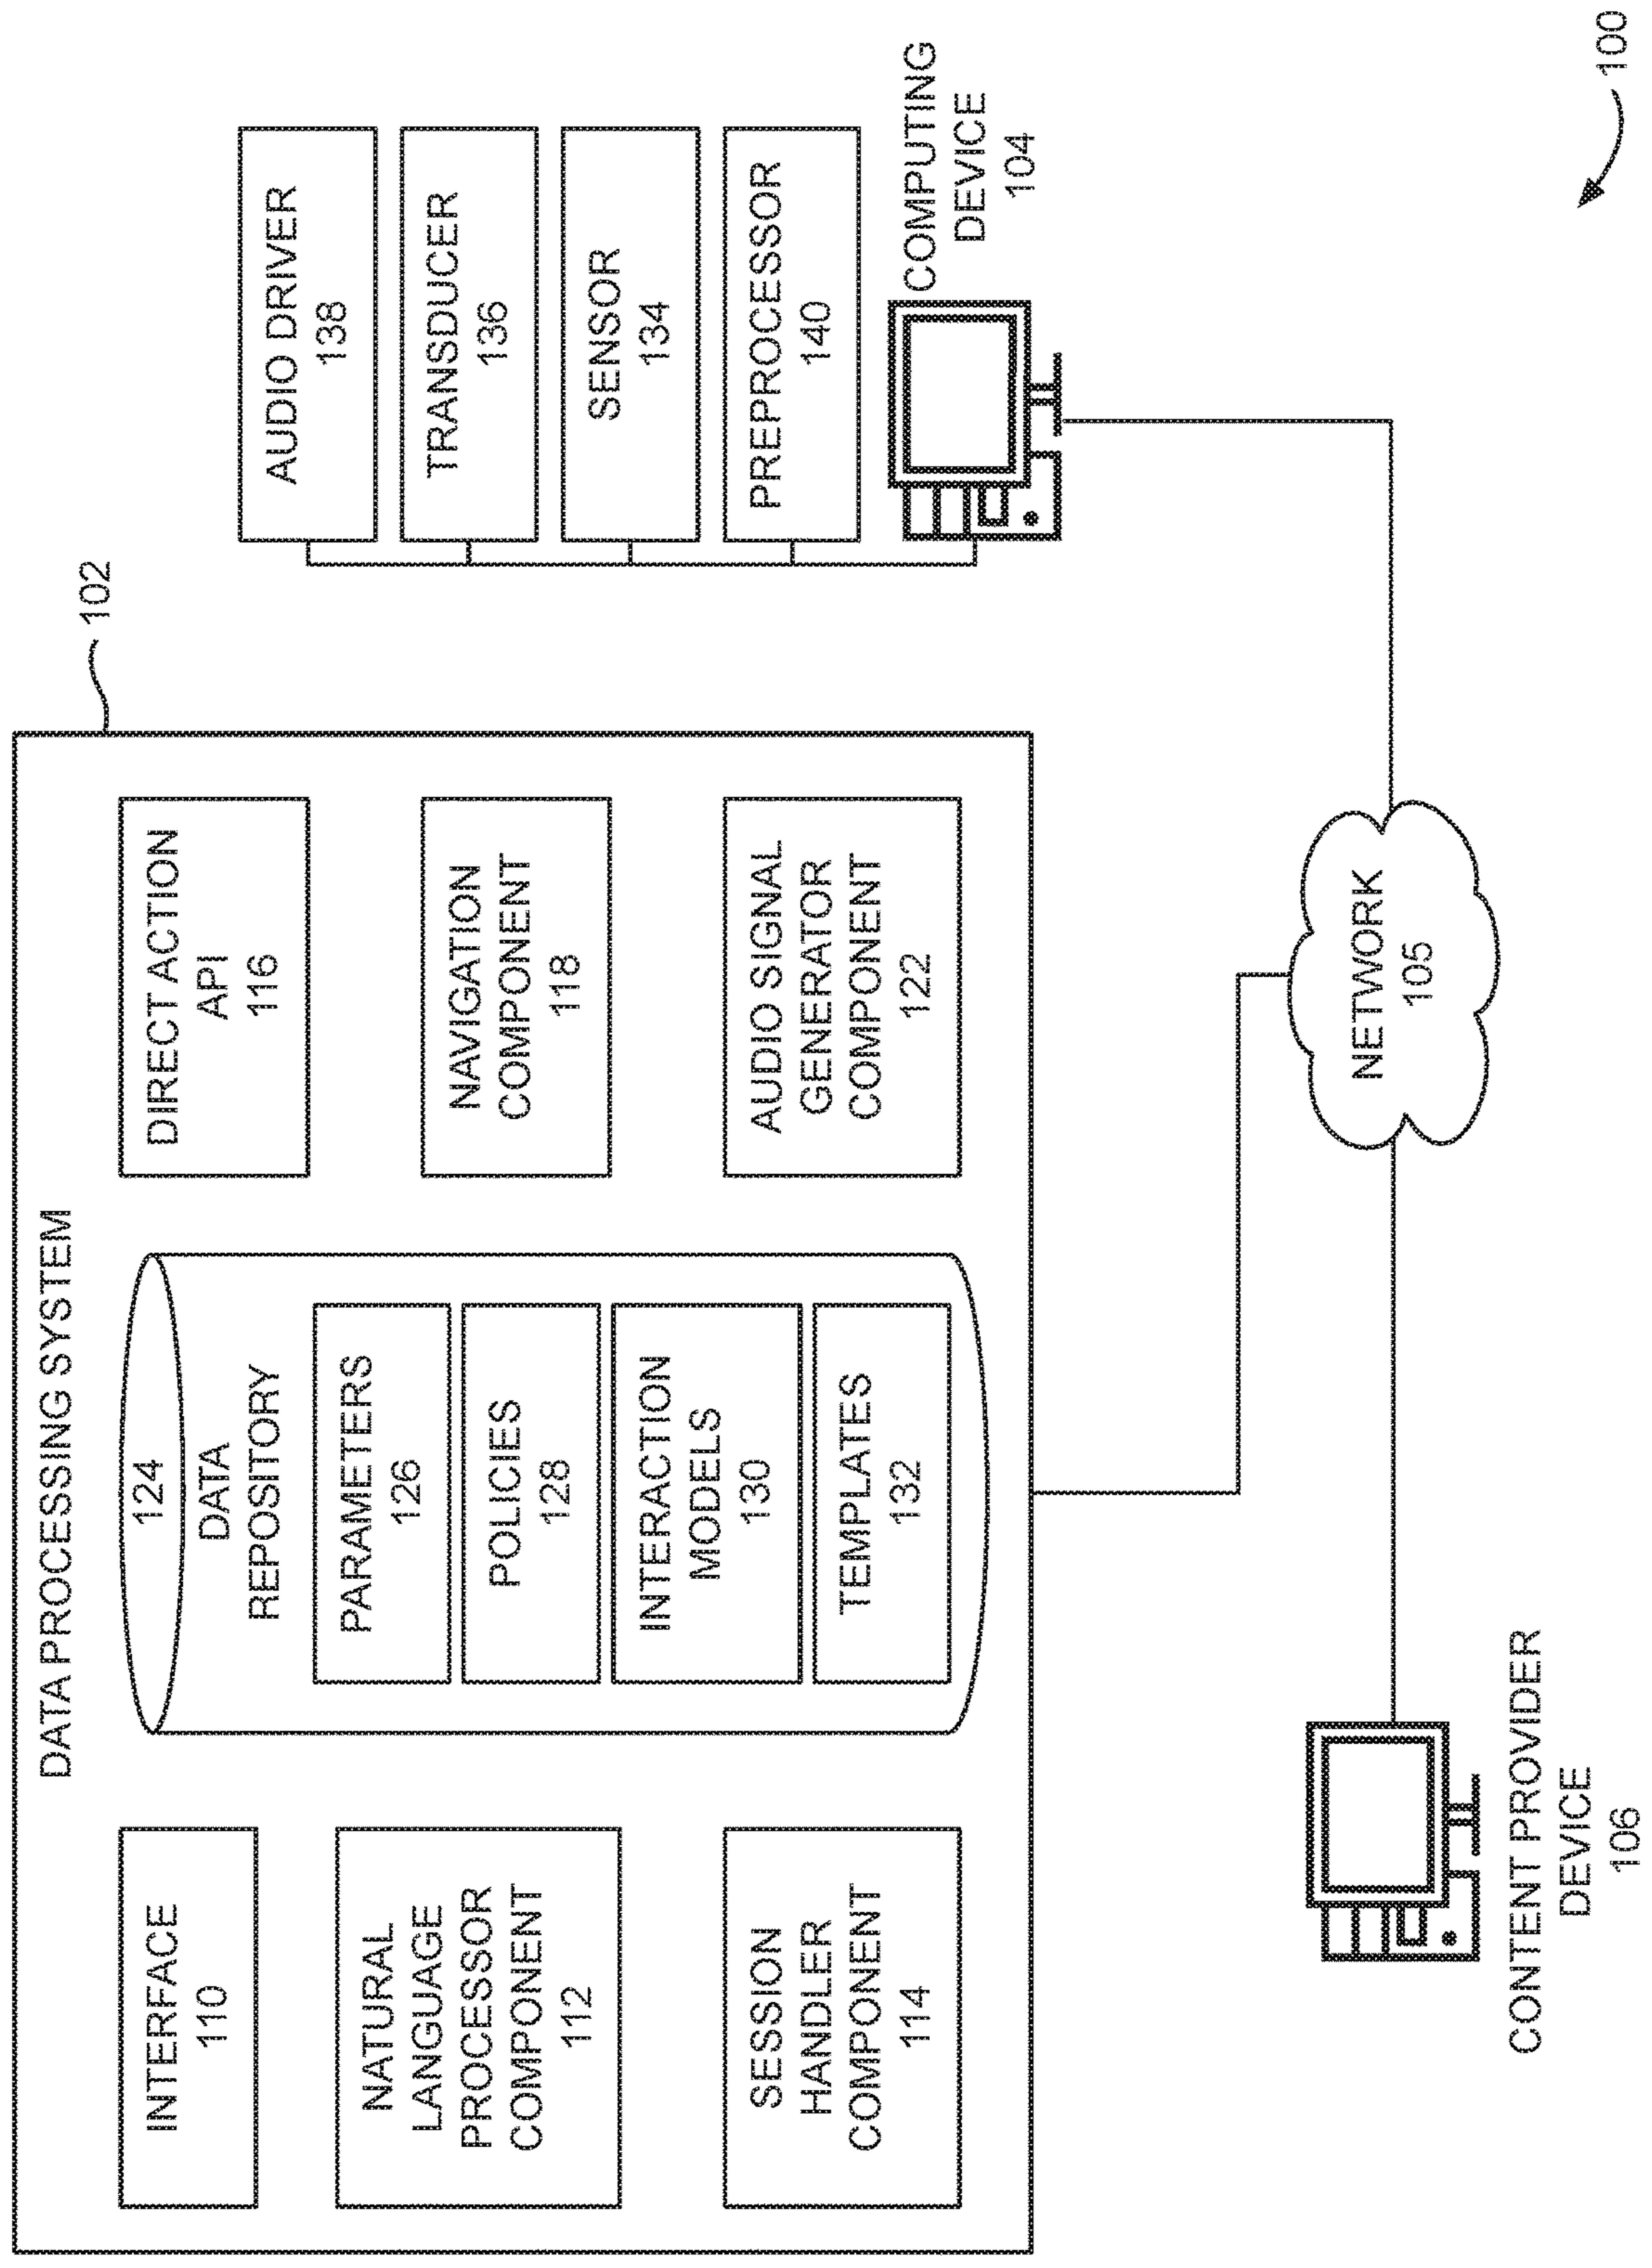 DATA PROCESSING SYSTEM
102
INTERFACE
110
NATURAL
LANGUAGE
PROCESSOR
COMPONENT
112
SESSION
HANDLER
COMPONENT
114
124
DATA
REPOSITORY
PARAMETERS
126
POLICIES
128
INTERACTION
MODELS
130
TEMPLATES
132
DIRECT ACTION
API
116
NAVIGATION
COMPONENT
118
AUDIO SIGNAL
GENERATOR
COMPONENT
122
AUDIO DRIVER
138
TRANSDUCER
136
SENSOR
134
PREPROCESSOR
140
COMPUTING
DEVICE
104
NETWORK
105
CONTENT PROVIDER
DEVICE
106
100